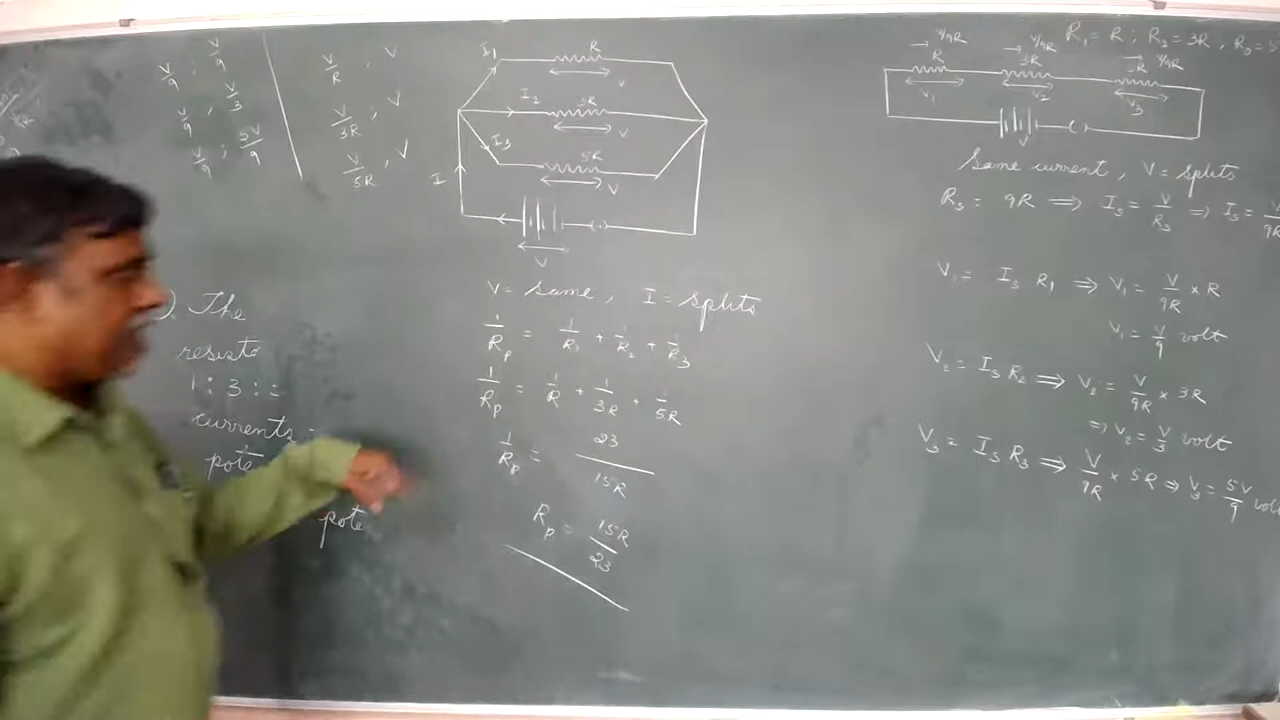 V/9 , V/9
V/9 , V/3
V/9 , 5V/9
V/R , V
V/3R , V
V/5R , V
I₁ R
V
I₂ 3R
V
I₃ 5R
V
I
V
V = same , I = splits
1/Rp = 1/R₁ + 1/R₂ + 1/R₃
1/Rp = 1/R + 1/3R + 1/5R
1/Rp = 23/15R
Rp = 15R/23
The
resisto
1 : 3 :
currents
pote
pote
R₁ = R ; R₂ = 3R , R₃ = 5
V/9R V/9R V/9R
R 3R 5R
V₁ V₂ V₃
V
Same current , V = splits
Rs = 9R ⟹ Is = V/Rs ⟹ Is = V/9R
V₁ = Is R₁ ⟹ V₁ = V/9R × R
V₁ = V/9 volt
V₂ = Is R₂ ⟹ V₂ = V/9R × 3R
⟹ V₂ = V/3 volt
V₃ = Is R₃ ⟹ V/9R × 5R ⟹ V₃ = 5V/9 volt